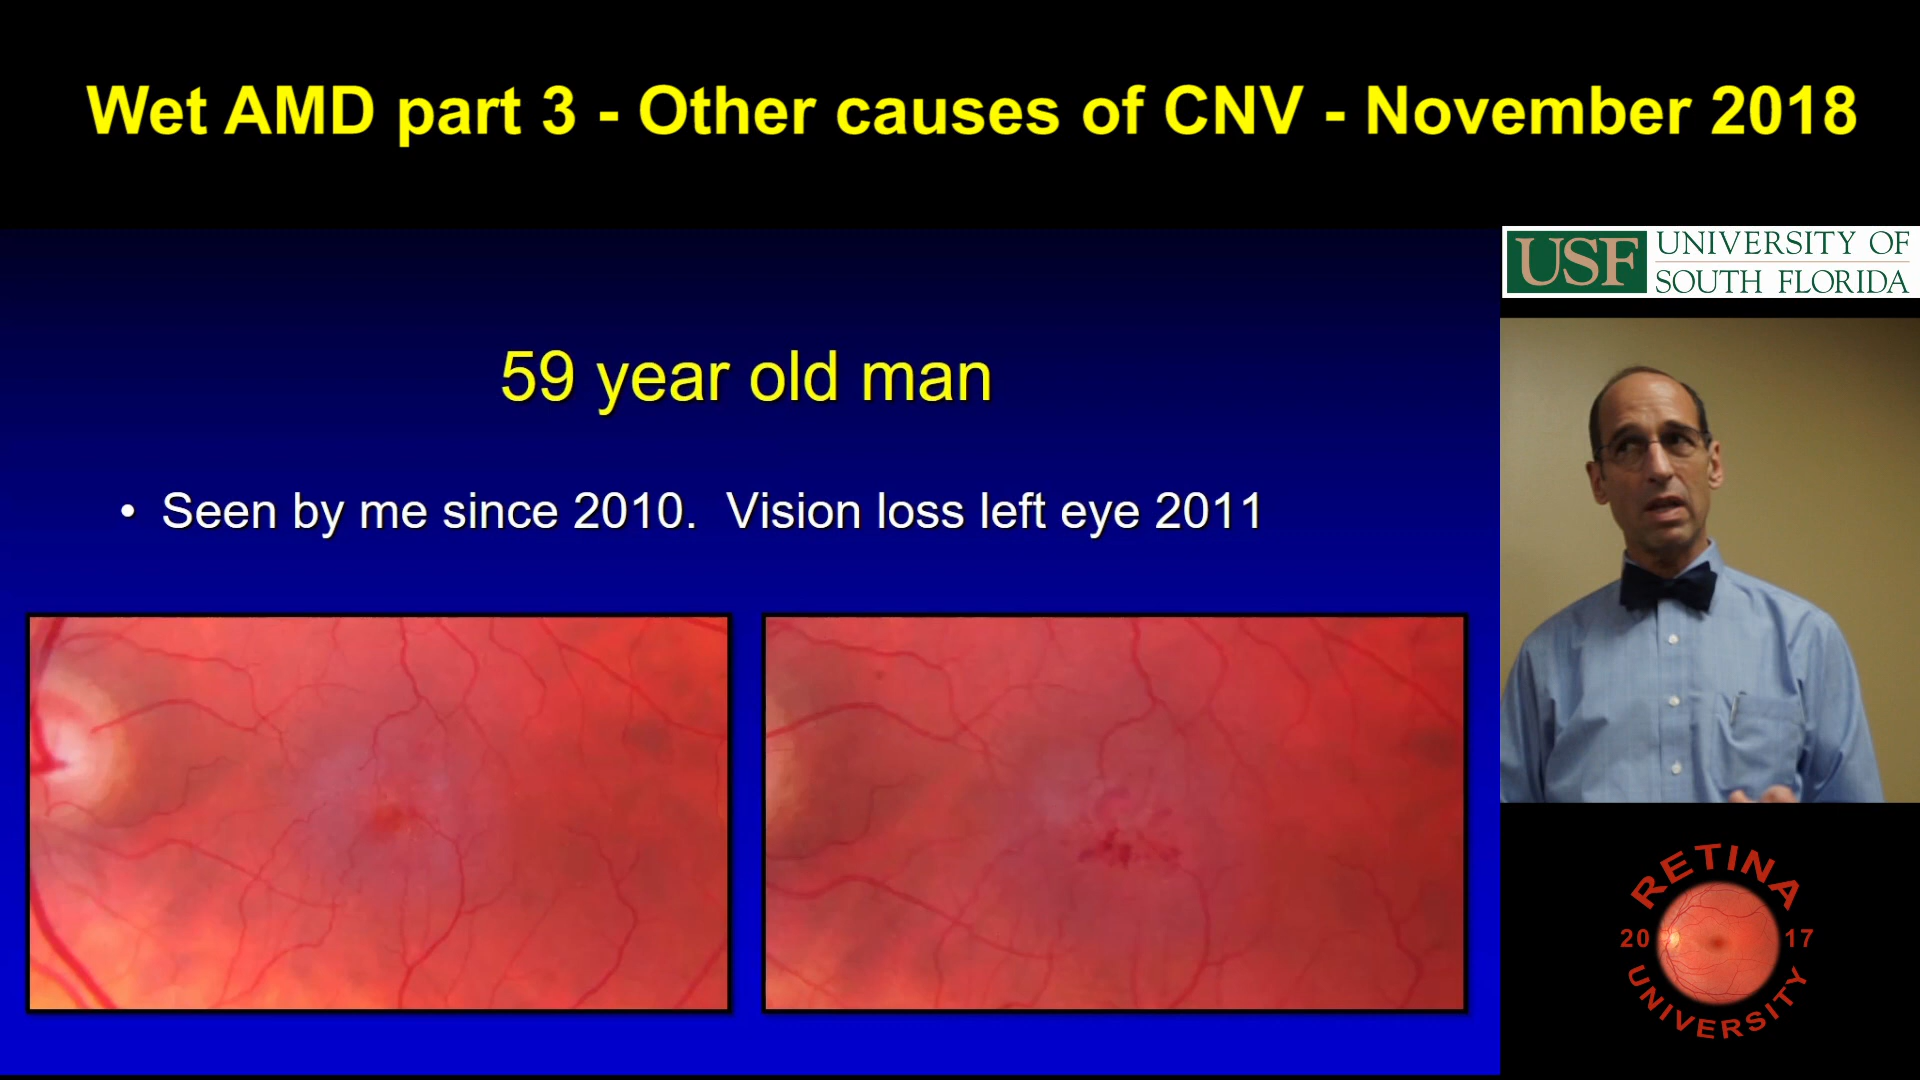 Wet AMD part 3 - Other causes of CNV - November 2018
USF UNIVERSITY OF
SOUTH FLORIDA
59 year old man
• Seen by me since 2010. Vision loss left eye 2011
RETINA
20 17
UNIVERSITY